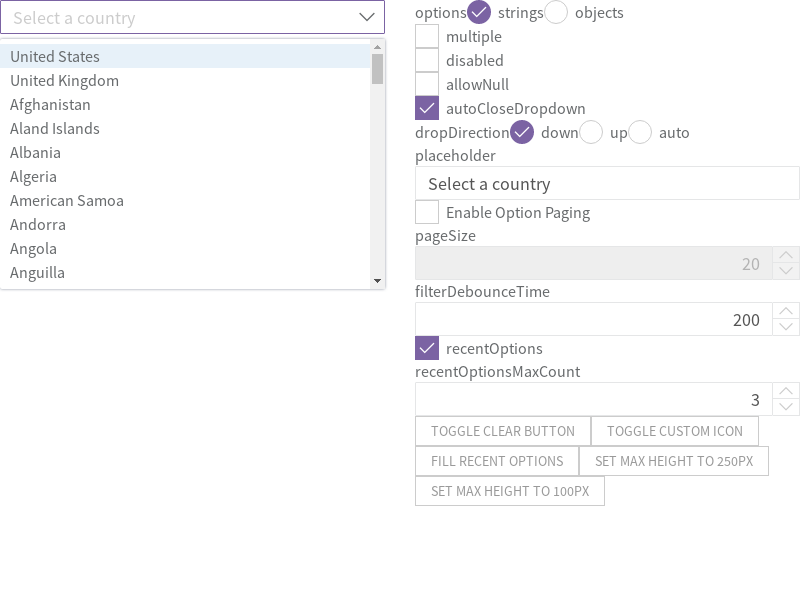 Select a country
United States
United Kingdom
Afghanistan
Aland Islands
Albania
Algeria
American Samoa
Andorra
Angola
Anguilla
options strings objects
multiple
disabled
allowNull
autoCloseDropdown
dropDirection down up auto
placeholder
Select a country
Enable Option Paging
pageSize
20
filterDebounceTime
200
recentOptions
recentOptionsMaxCount
3
TOGGLE CLEAR BUTTON TOGGLE CUSTOM ICON
FILL RECENT OPTIONS SET MAX HEIGHT TO 250PX
SET MAX HEIGHT TO 100PX